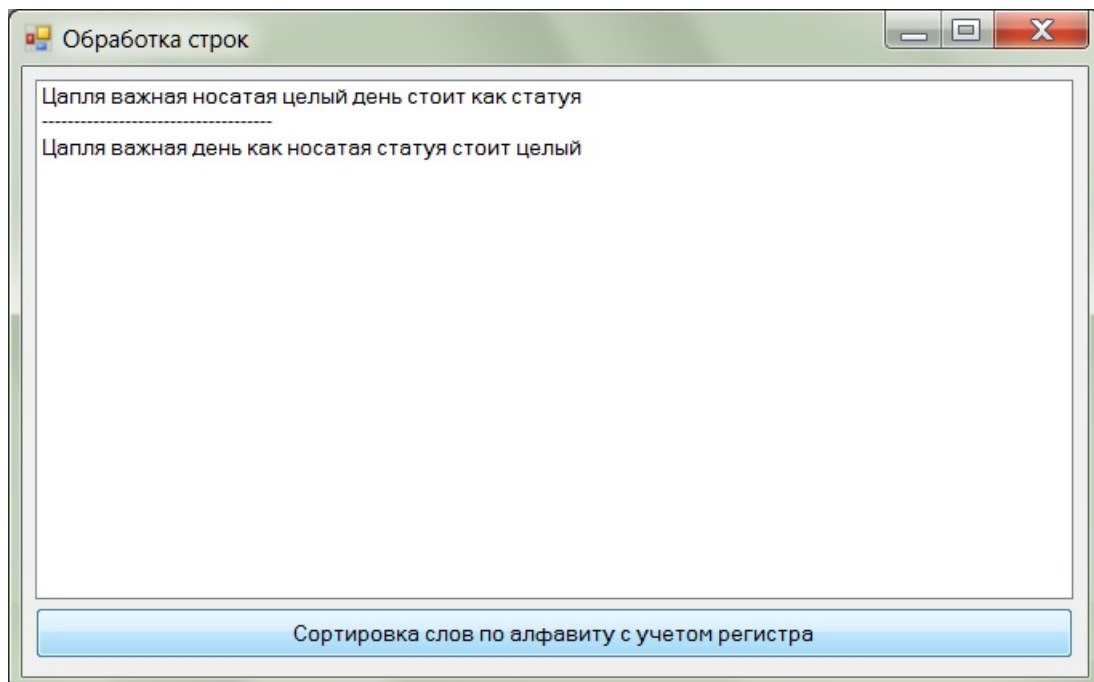 Обработка строк
Цапля важная носатая целый день стоит как статуя
------------------------------------
Цапля важная день как носатая статуя стоит целый
Сортировка слов по алфавиту с учетом регистра